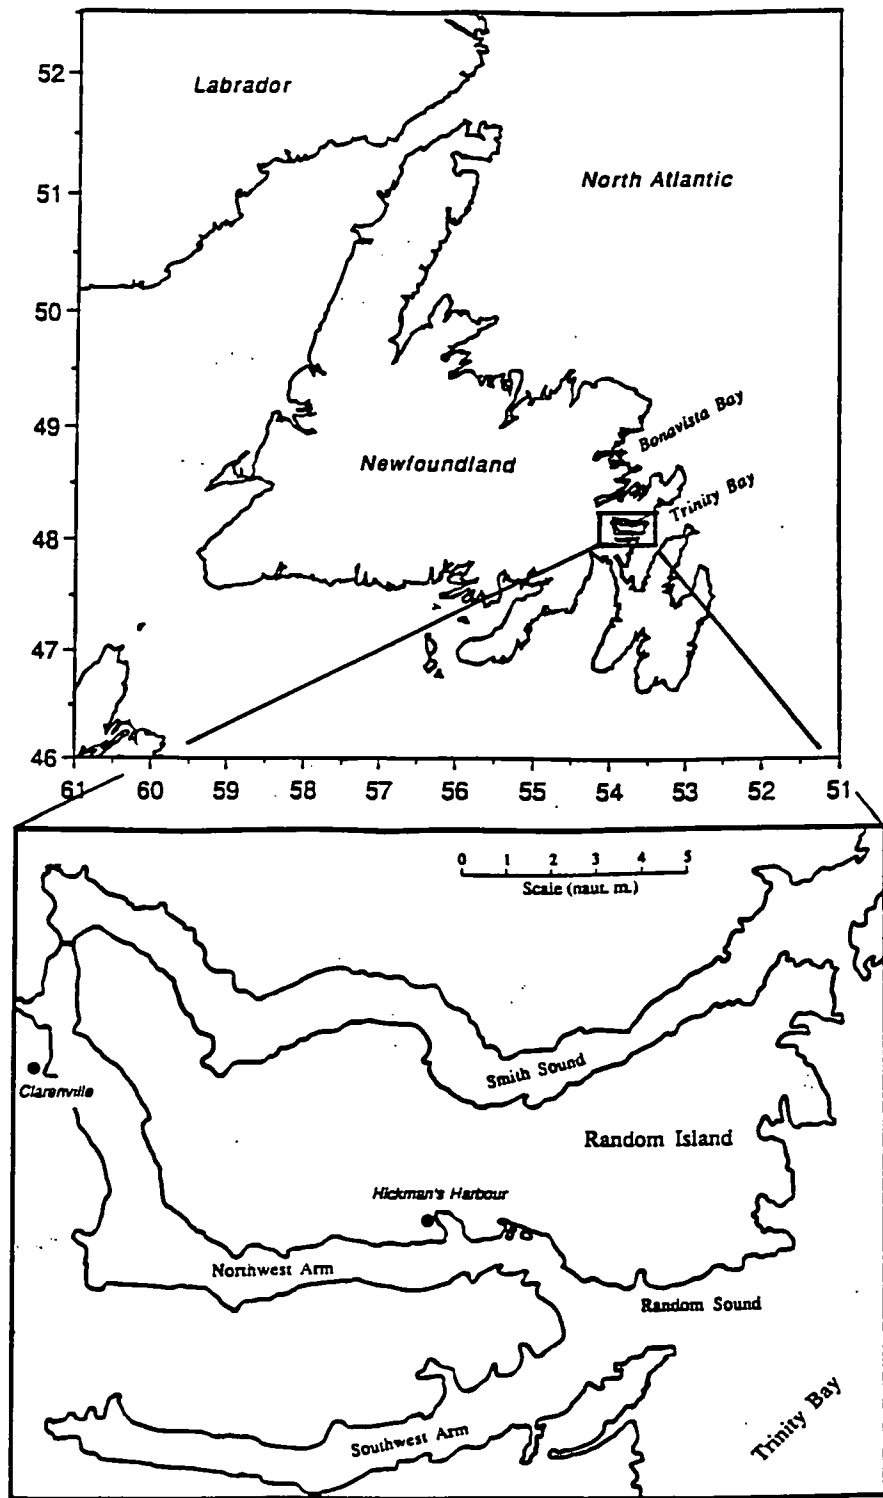 52
Labrador
51
North Atlantic
50
49
Bonavista Bay
Newfoundland
Trinity Bay
48
47
46
61 60 59 58 57 56 55 54 53 52 51
0 1 2 3 4 5
Scale (naut. m.)
Smith Sound
Clarenville
Random Island
Hickman's Harbour
Northwest Arm
Random Sound
Trinity Bay
Southwest Arm